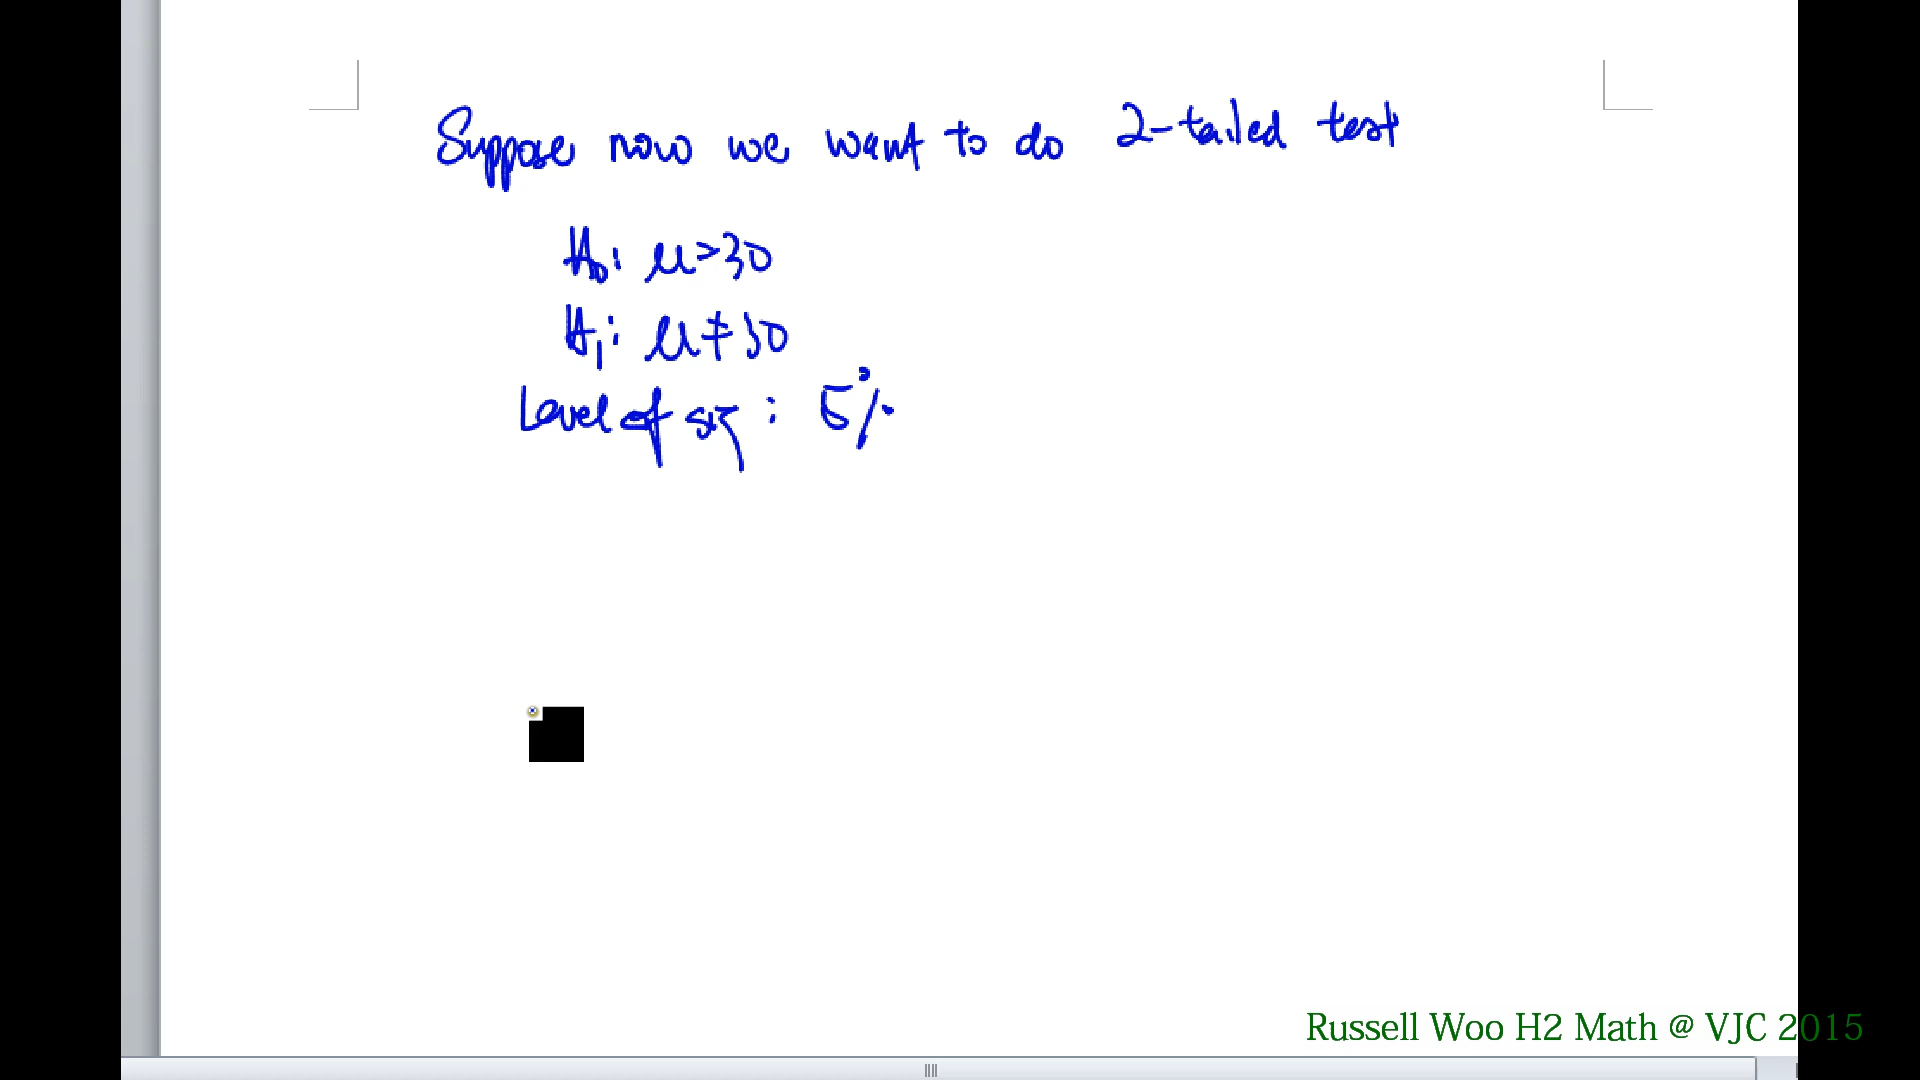 Suppose now we want to do 2-tailed test
H₀: μ>30
H₁: μ≠30
Level of sig : 5%
Russell Woo H2 Math @ VJC 2015